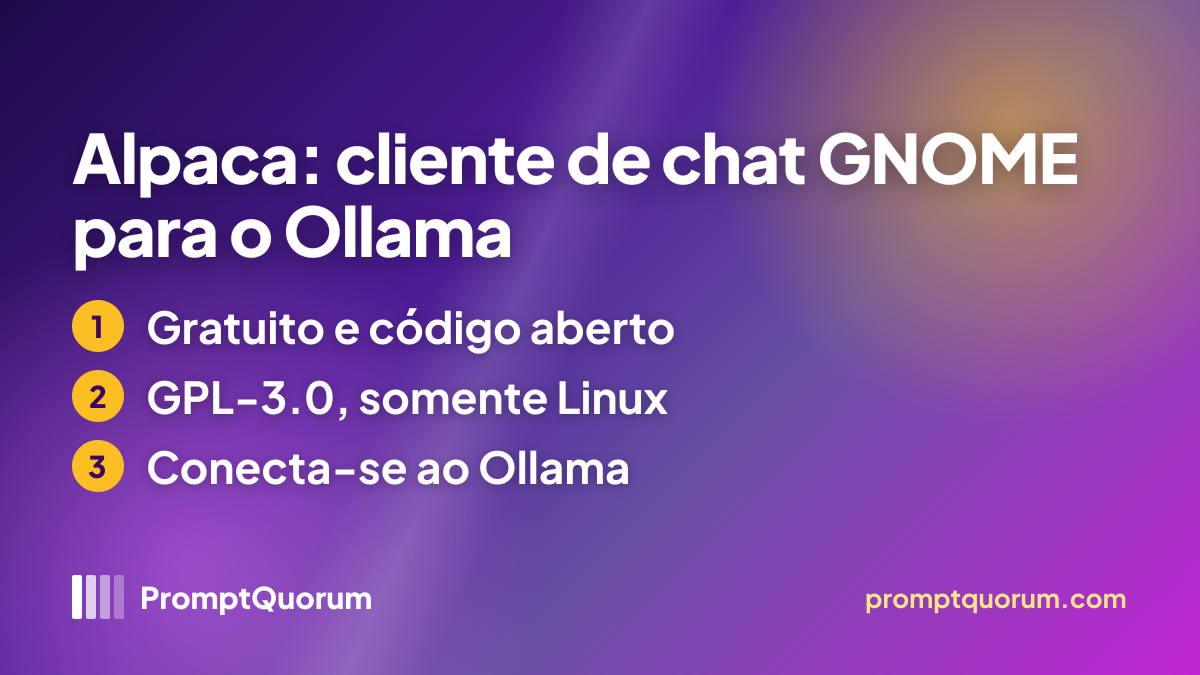 Alpaca: cliente de chat GNOME
para o Ollama
1 Gratuito e código aberto
2 GPL-3.0, somente Linux
3 Conecta-se ao Ollama
PromptQuorum
promptquorum.com